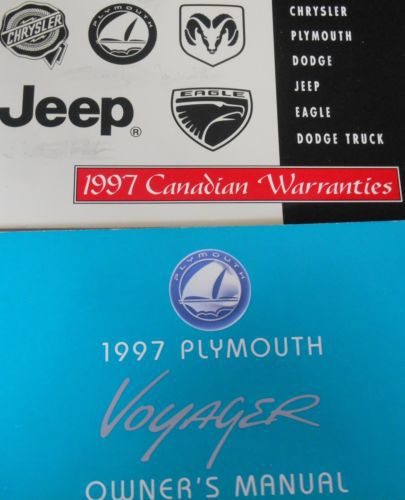 CHRYSLER
PLYMOUTH
CHRYSLER
PLYMOUTH
DODGE
JEEP
EAGLE
DODGE TRUCK
Jeep®
EAGLE
1997 Canadian Warranties
PLYMOUTH
1997 PLYMOUTH
VOYAGER
OWNER'S MANUAL